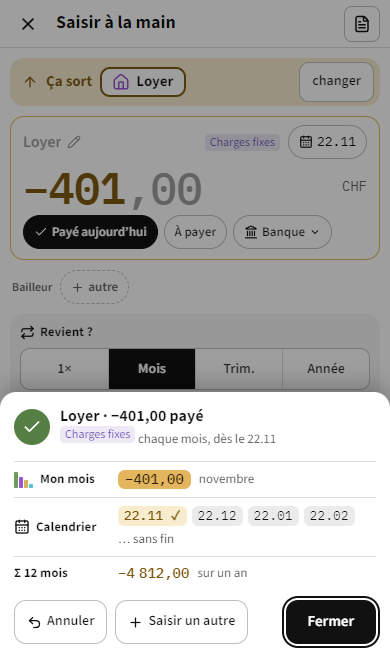 Saisir à la main
Ça sort Loyer changer
Loyer Charges fixes 22.11
−401,00 CHF
Payé aujourd'hui À payer Banque
Bailleur + autre
Revient ?
1× Mois Trim. Année
Loyer · −401,00 payé
Charges fixes chaque mois, dès le 22.11
Mon mois −401,00 novembre
Calendrier 22.11 ✓ 22.12 22.01 22.02
… sans fin
Σ 12 mois −4 812,00 sur un an
Annuler + Saisir un autre Fermer